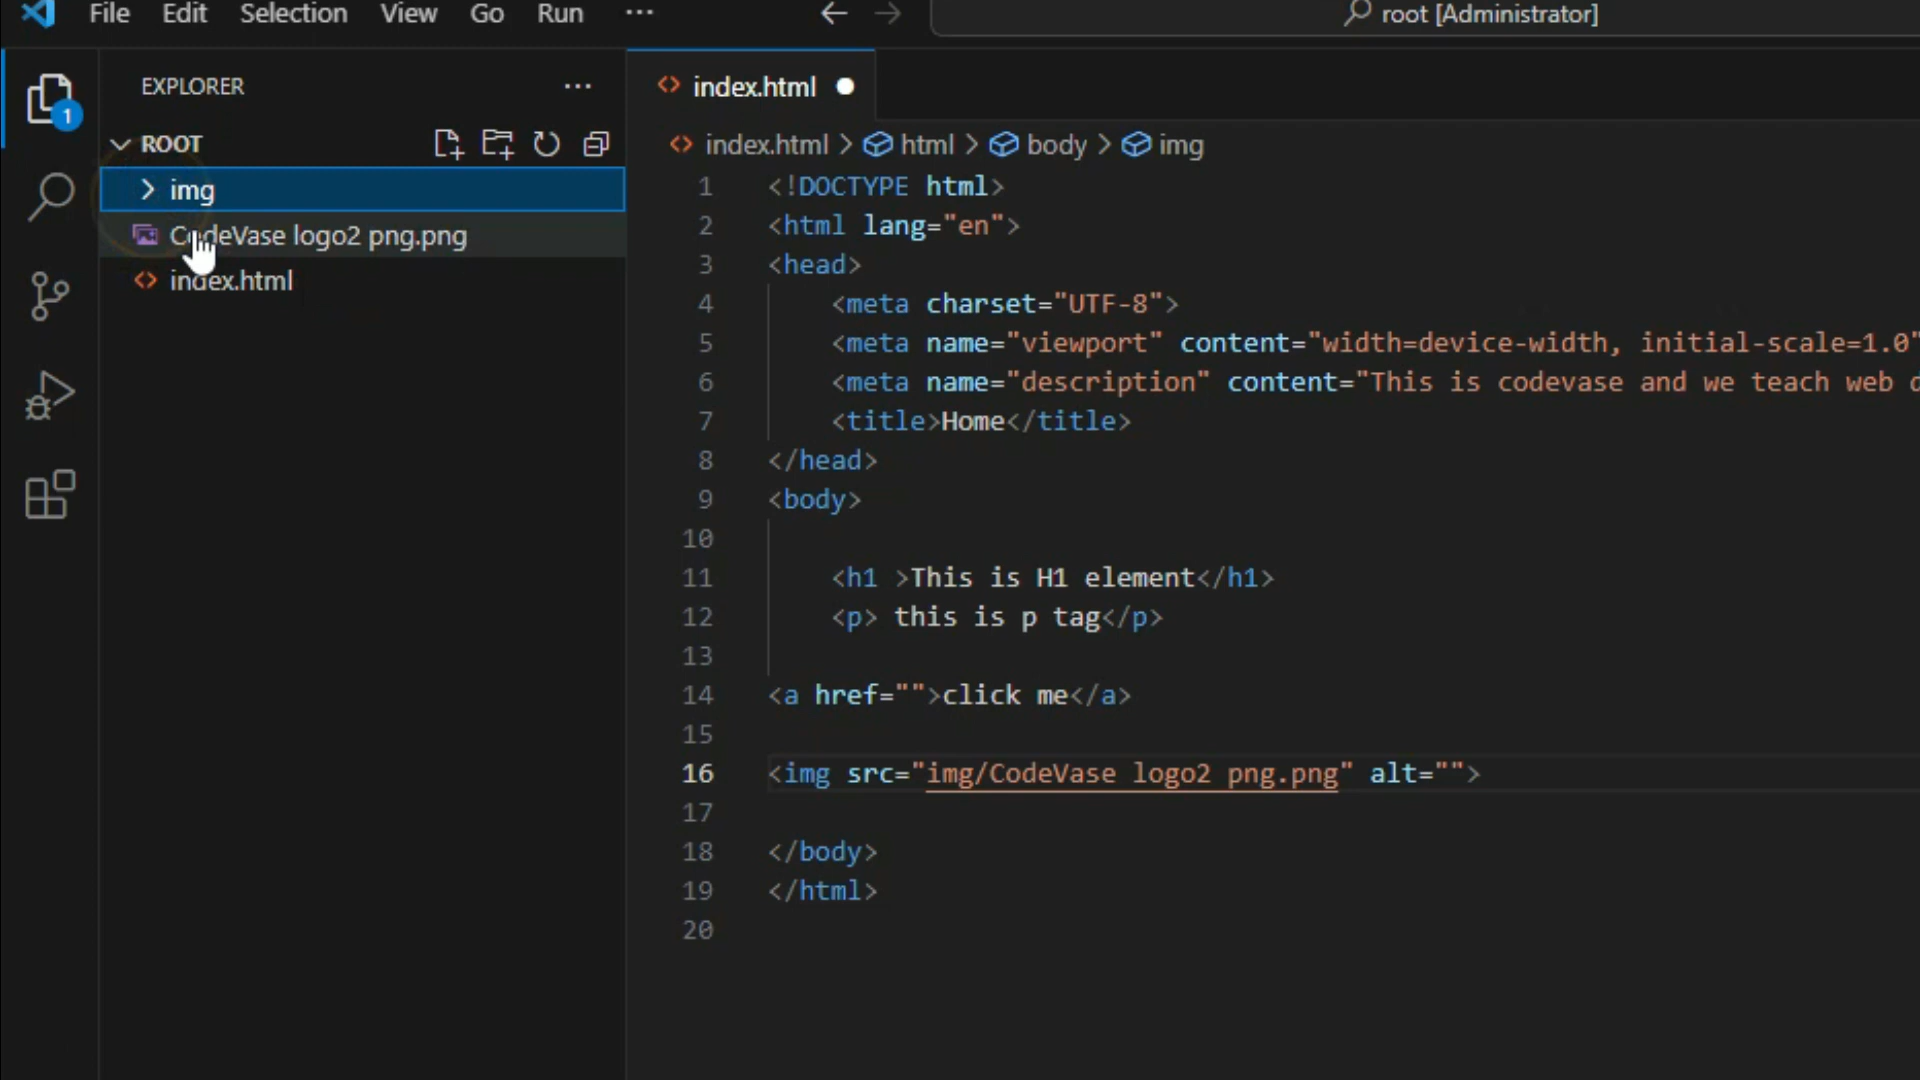 File Edit Selection View Go Run ... root [Administrator]
EXPLORER ...
1
ROOT
img
CodeVase logo2 png.png
index.html
index.html
index.html > html > body > img
1 <!DOCTYPE html>
2 <html lang="en">
3 <head>
4 <meta charset="UTF-8">
5 <meta name="viewport" content="width=device-width, initial-scale=1.0"
6 <meta name="description" content="This is codevase and we teach web
7 <title>Home</title>
8 </head>
9 <body>
10
11 <h1 >This is H1 element</h1>
12 <p> this is p tag</p>
13
14 <a href="">click me</a>
15
16 <img src="img/CodeVase logo2 png.png" alt="">
17
18 </body>
19 </html>
20